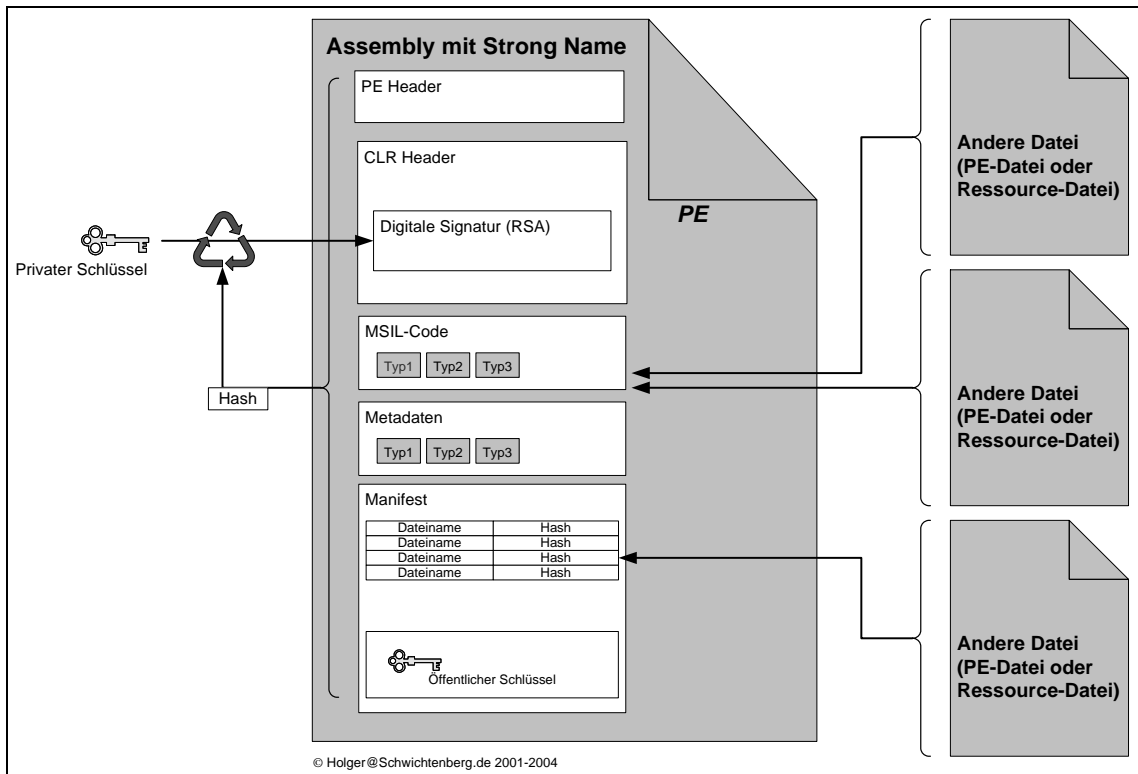 Assembly mit Strong Name
PE Header
CLR Header
Digitale Signatur (RSA)
PE
Privater Schlüssel
Hash
MSIL-Code
Typ1 Typ2 Typ3
Metadaten
Typ1 Typ2 Typ3
Manifest
Dateiname Hash
Dateiname Hash
Dateiname Hash
Dateiname Hash
Öffentlicher Schlüssel
Andere Datei
(PE-Datei oder
Ressource-Datei)
Andere Datei
(PE-Datei oder
Ressource-Datei)
Andere Datei
(PE-Datei oder
Ressource-Datei)
© Holger@Schwichtenberg.de 2001-2004